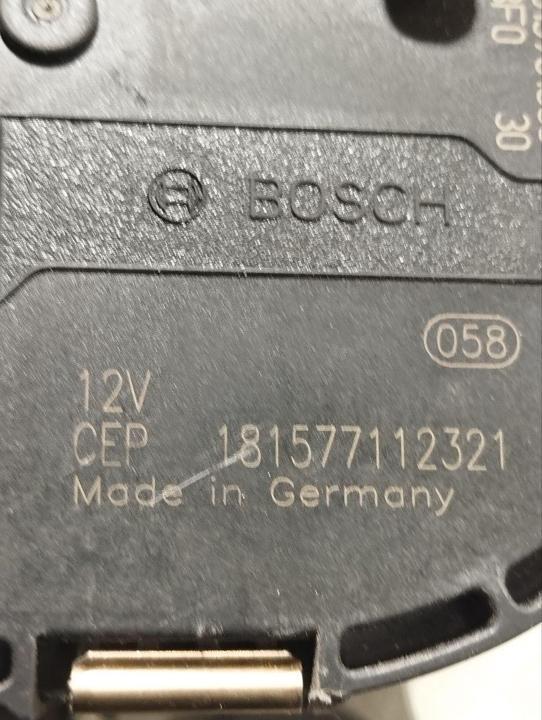 BOSCH
058
12V
CEP 181577112321
Made in Germany
30